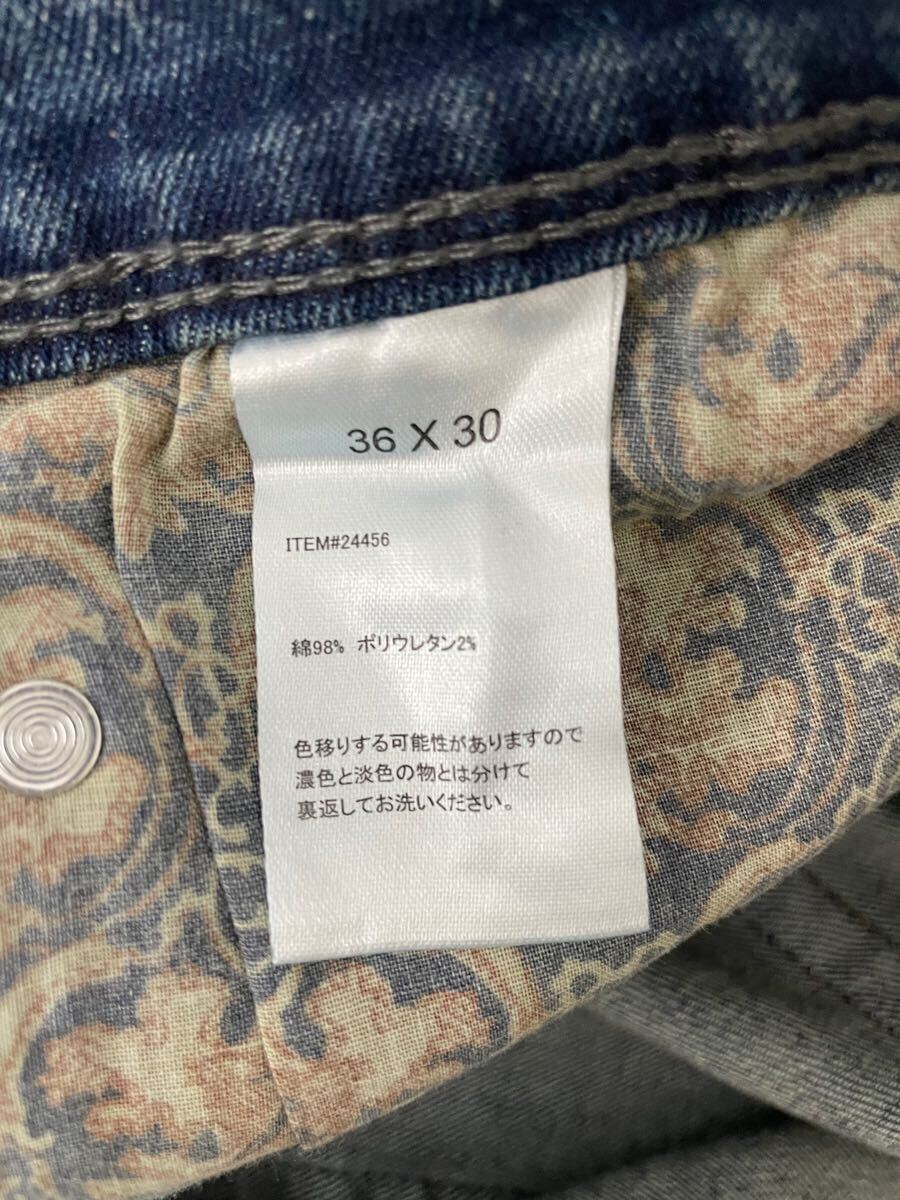 36 X 30
ITEM#24456
綿98% ポリウレタン2%
色移りする可能性がありますので
濃色と淡色の物とは分けて
裏返してお洗いください。